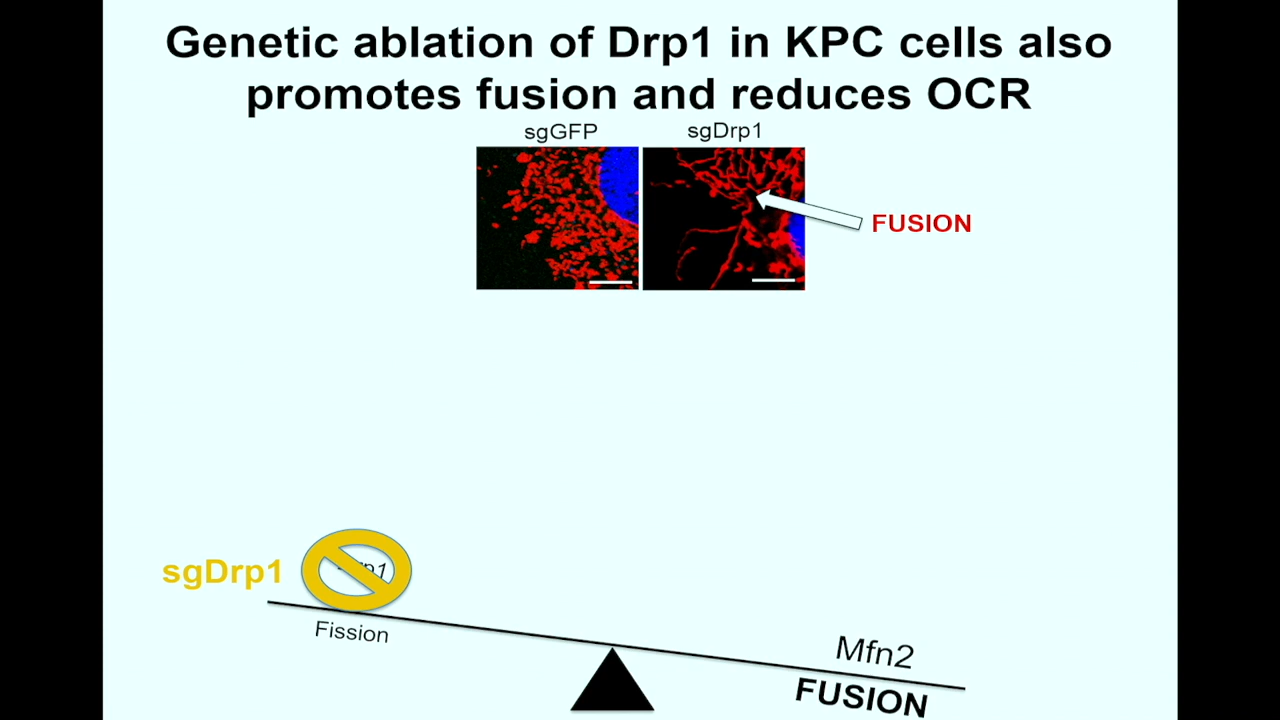 Genetic ablation of Drp1 in KPC cells also
promotes fusion and reduces OCR
sgGFP
sgDrp1
FUSION
sgDrp1
Fission
Mfn2
FUSION